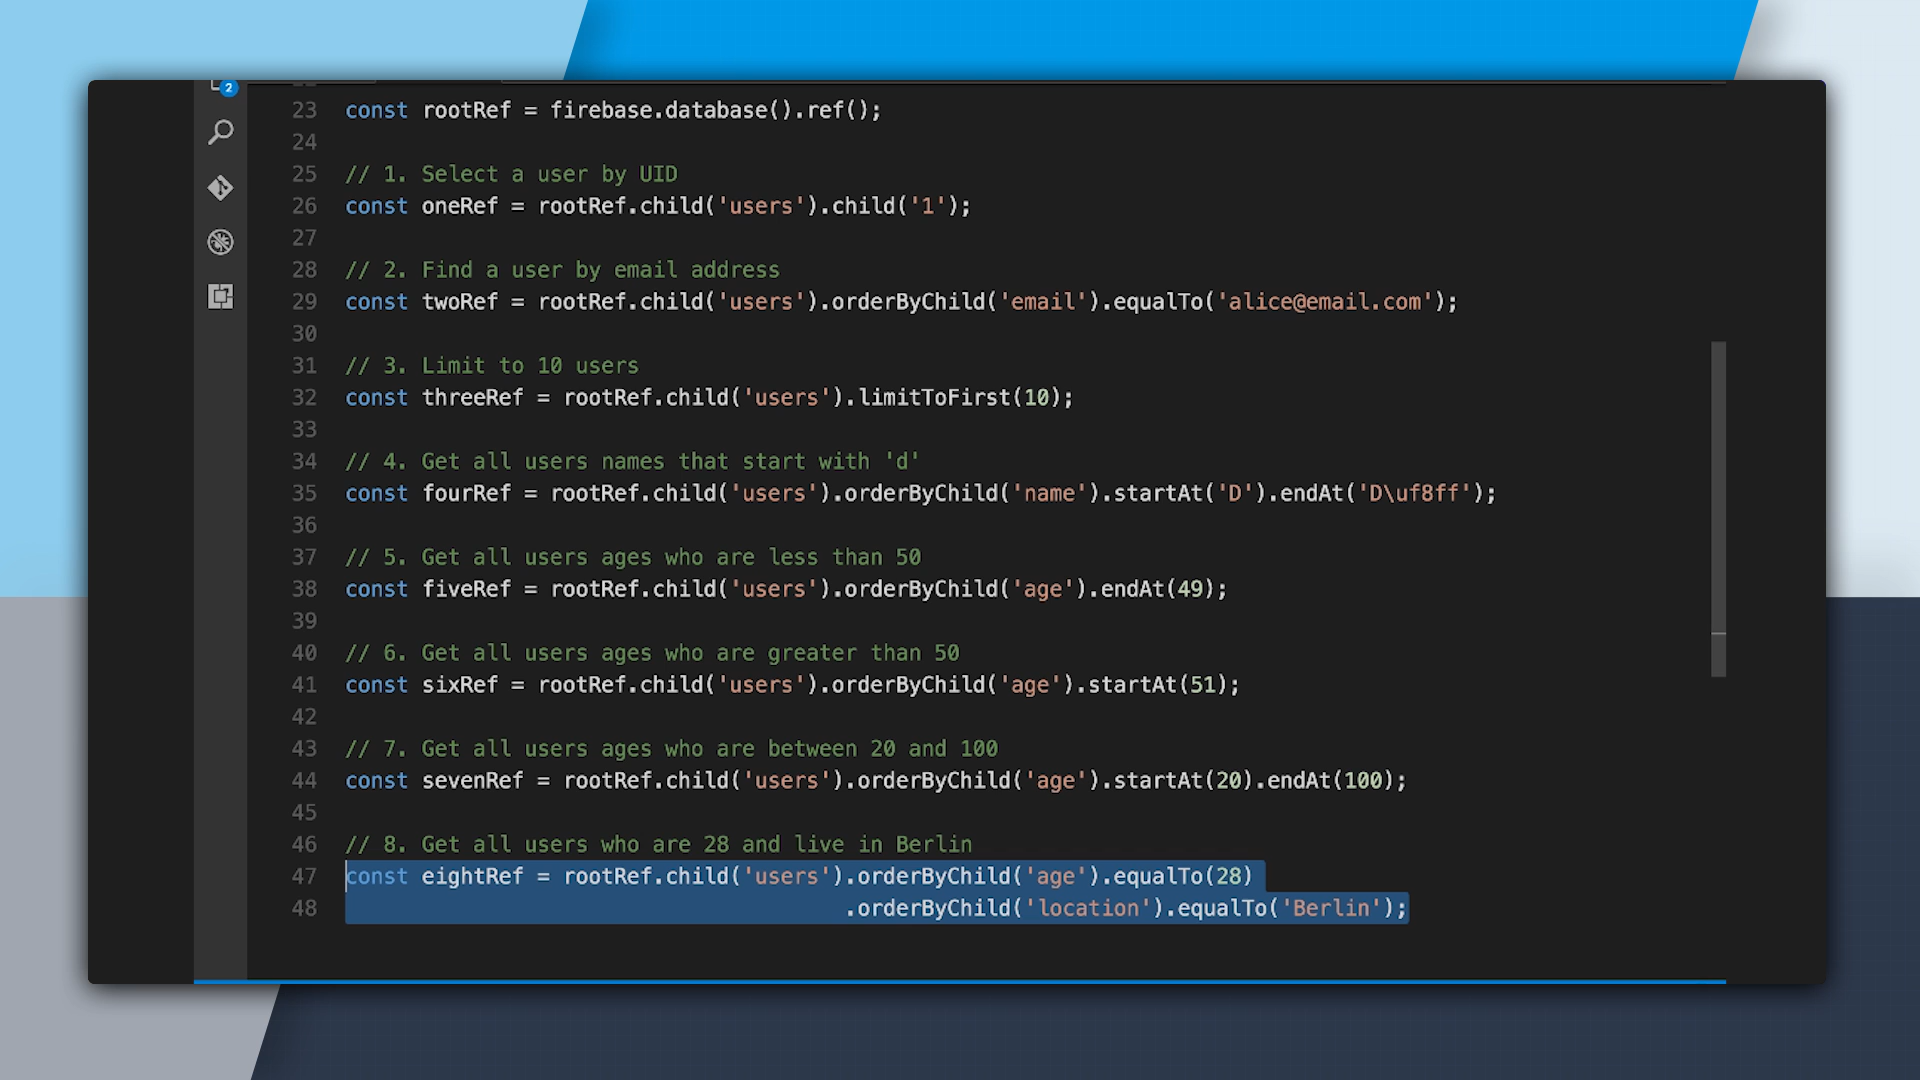 2
23 const rootRef = firebase.database().ref();
24
25 // 1. Select a user by UID
26 const oneRef = rootRef.child('users').child('1');
27
28 // 2. Find a user by email address
29 const twoRef = rootRef.child('users').orderByChild('email').equalTo('alice@email.com');
30
31 // 3. Limit to 10 users
32 const threeRef = rootRef.child('users').limitToFirst(10);
33
34 // 4. Get all users names that start with 'd'
35 const fourRef = rootRef.child('users').orderByChild('name').startAt('D').endAt('D\uf8ff');
36
37 // 5. Get all users ages who are less than 50
38 const fiveRef = rootRef.child('users').orderByChild('age').endAt(49);
39
40 // 6. Get all users ages who are greater than 50
41 const sixRef = rootRef.child('users').orderByChild('age').startAt(51);
42
43 // 7. Get all users ages who are between 20 and 100
44 const sevenRef = rootRef.child('users').orderByChild('age').startAt(20).endAt(100);
45
46 // 8. Get all users who are 28 and live in Berlin
47 const eightRef = rootRef.child('users').orderByChild('age').equalTo(28)
48 .orderByChild('location').equalTo('Berlin');